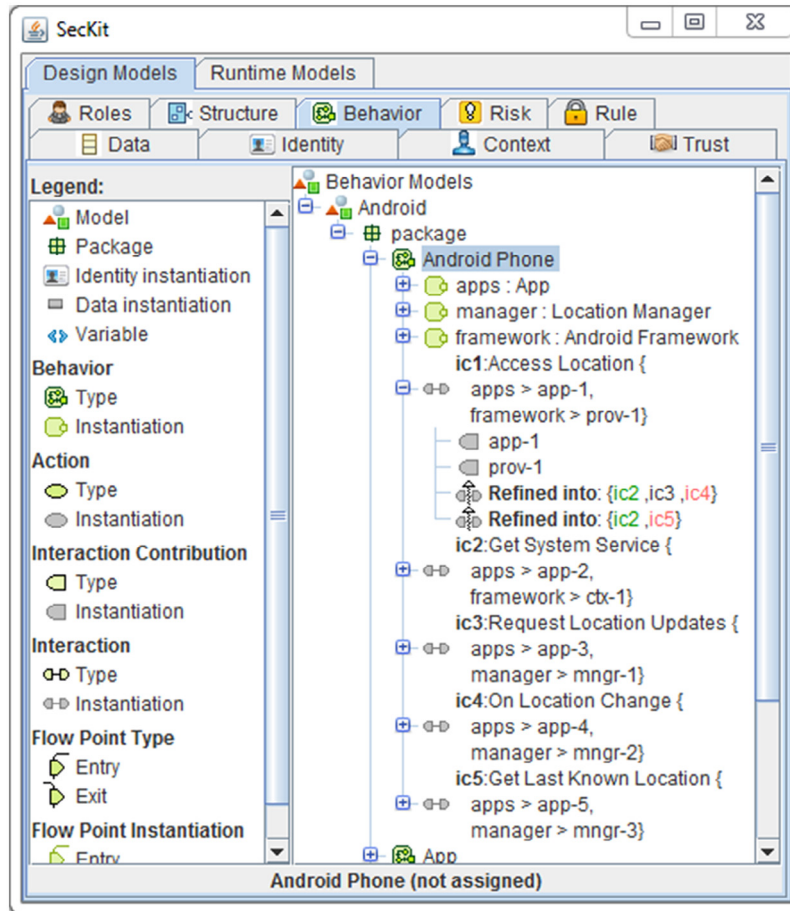 SecKit
Design Models Runtime Models
Roles Structure Behavior Risk Rule
Data Identity Context Trust
Legend:
Model
Package
Identity instantiation
Data instantiation
Variable
Behavior
Type
Instantiation
Action
Type
Instantiation
Interaction Contribution
Type
Instantiation
Interaction
Type
Instantiation
Flow Point Type
Entry
Exit
Flow Point Instantiation
Entry
Behavior Models
Android
package
Android Phone
apps : App
manager : Location Manager
framework : Android Framework
ic1:Access Location {
apps > app-1,
framework > prov-1}
app-1
prov-1
Refined into: {ic2 ,ic3 ,ic4}
Refined into: {ic2 ,ic5}
ic2:Get System Service {
apps > app-2,
framework > ctx-1}
ic3:Request Location Updates {
apps > app-3,
manager > mngr-1}
ic4:On Location Change {
apps > app-4,
manager > mngr-2}
ic5:Get Last Known Location {
apps > app-5,
manager > mngr-3}
App
Android Phone (not assigned)